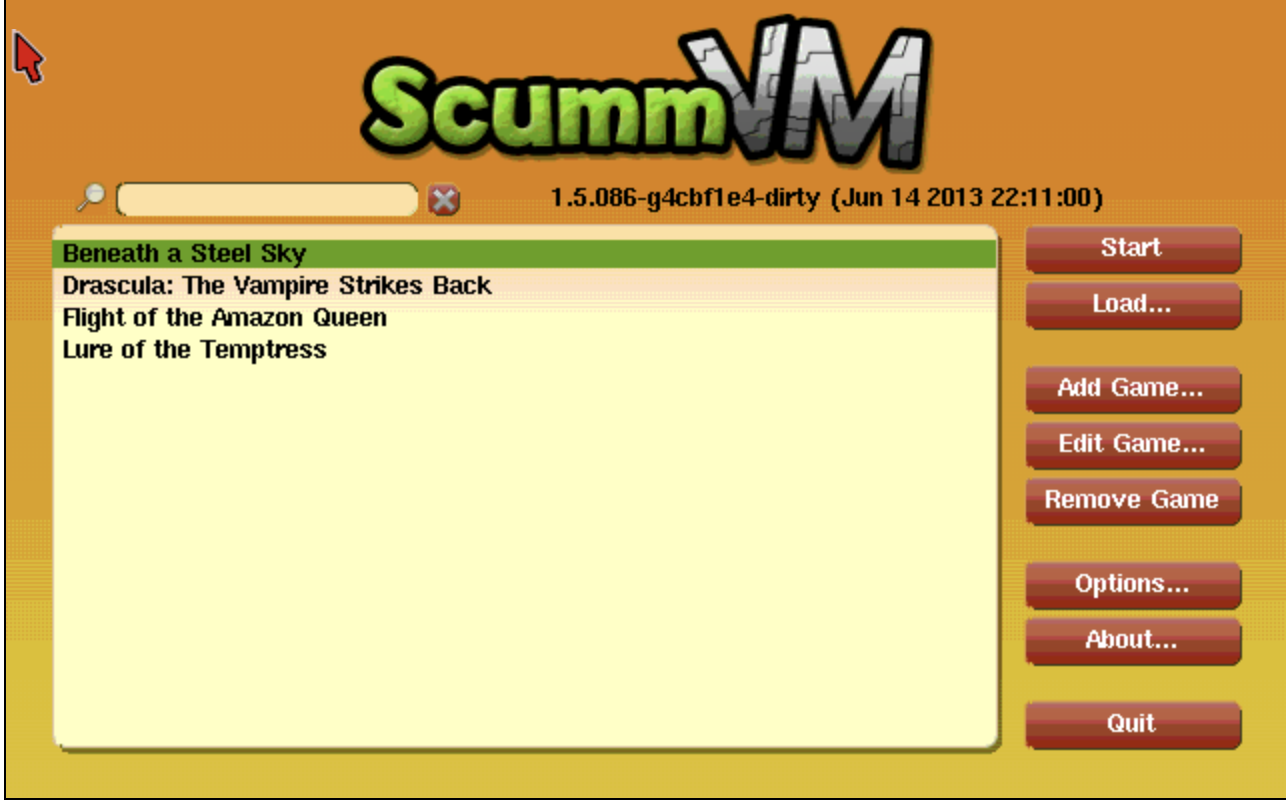 ScummVM
1.5.086-g4cbf1e4-dirty (Jun 14 2013 22:11:00)
Beneath a Steel Sky
Drascula: The Vampire Strikes Back
Flight of the Amazon Queen
Lure of the Temptress
Start
Load...
Add Game...
Edit Game...
Remove Game
Options...
About...
Quit